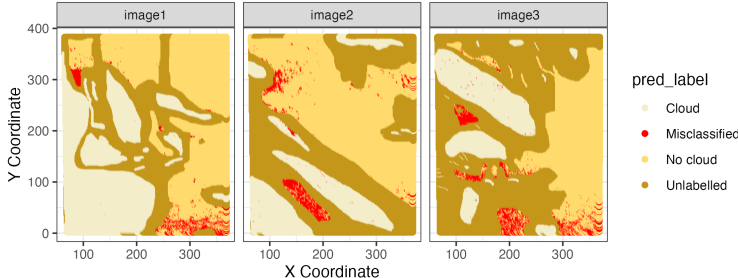 image1 image2 image3
400
300
200
100
0
Y Coordinate
100 200 300 100 200 300 100 200 300
X Coordinate
pred_label
Cloud
Misclassified
No cloud
Unlabelled